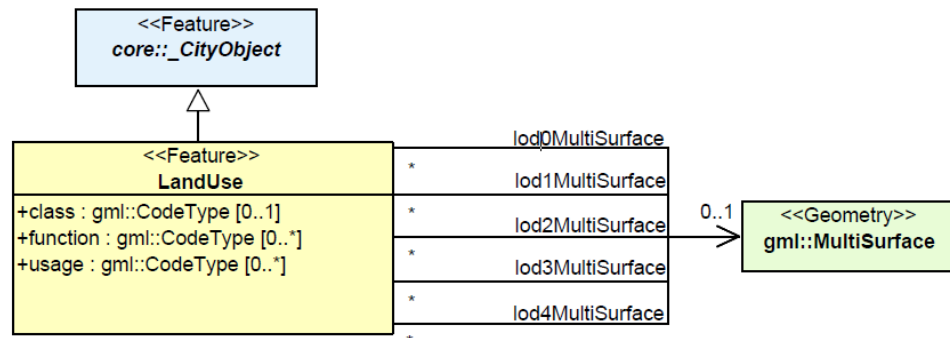 <<Feature>>
core::_CityObject
<<Feature>>
LandUse
+class : gml::CodeType [0..1]
+function : gml::CodeType [0..*]
+usage : gml::CodeType [0..*]
lod0MultiSurface
*
lod1MultiSurface
*
lod2MultiSurface
*
lod3MultiSurface
*
lod4MultiSurface
*
0..1
<<Geometry>>
gml::MultiSurface